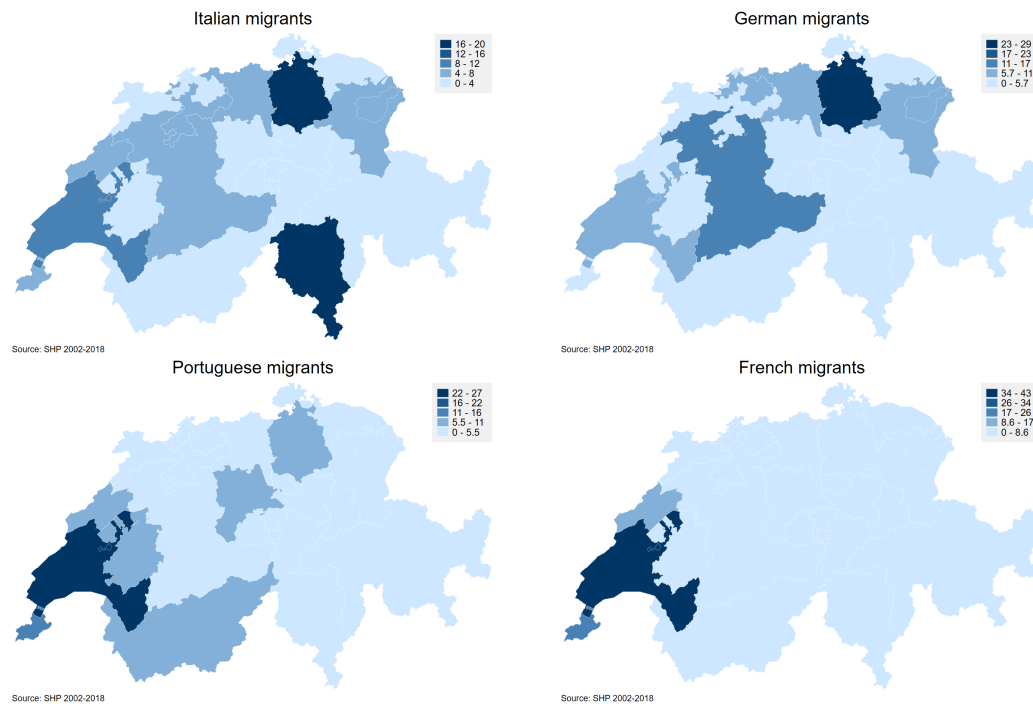 Italian migrants
16 - 20
12 - 16
8 - 12
4 - 8
0 - 4
Source: SHP 2002-2018
German migrants
23 - 29
17 - 23
11 - 17
5.7 - 11
0 - 5.7
Source: SHP 2002-2018
Portuguese migrants
22 - 27
16 - 22
11 - 16
5.5 - 11
0 - 5.5
Source: SHP 2002-2018
French migrants
34 - 43
26 - 34
17 - 26
8.6 - 17
0 - 8.6
Source: SHP 2002-2018